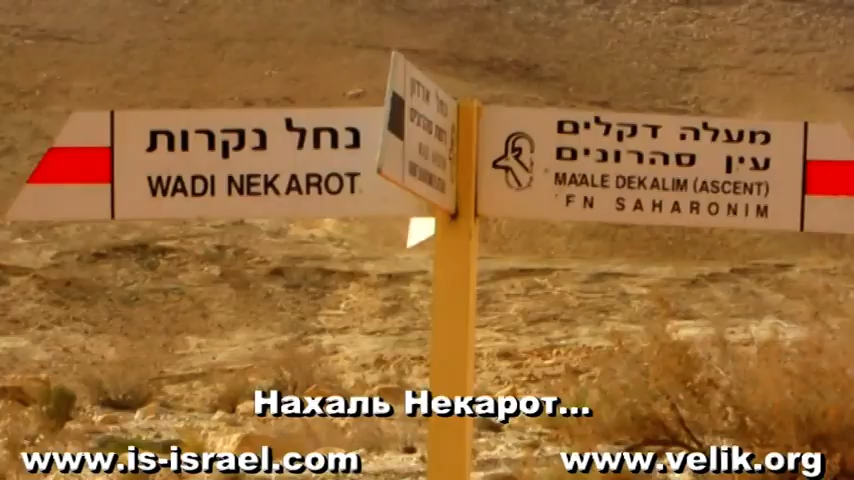 נחל נקרות
WADI NEKAROT
מעלה דקלים
עין סהרונים
MA'ALE DEKALIM (ASCENT)
'EN SAHARONIM
Нахаль Некарот...
www.is-israel.com
www.velik.org